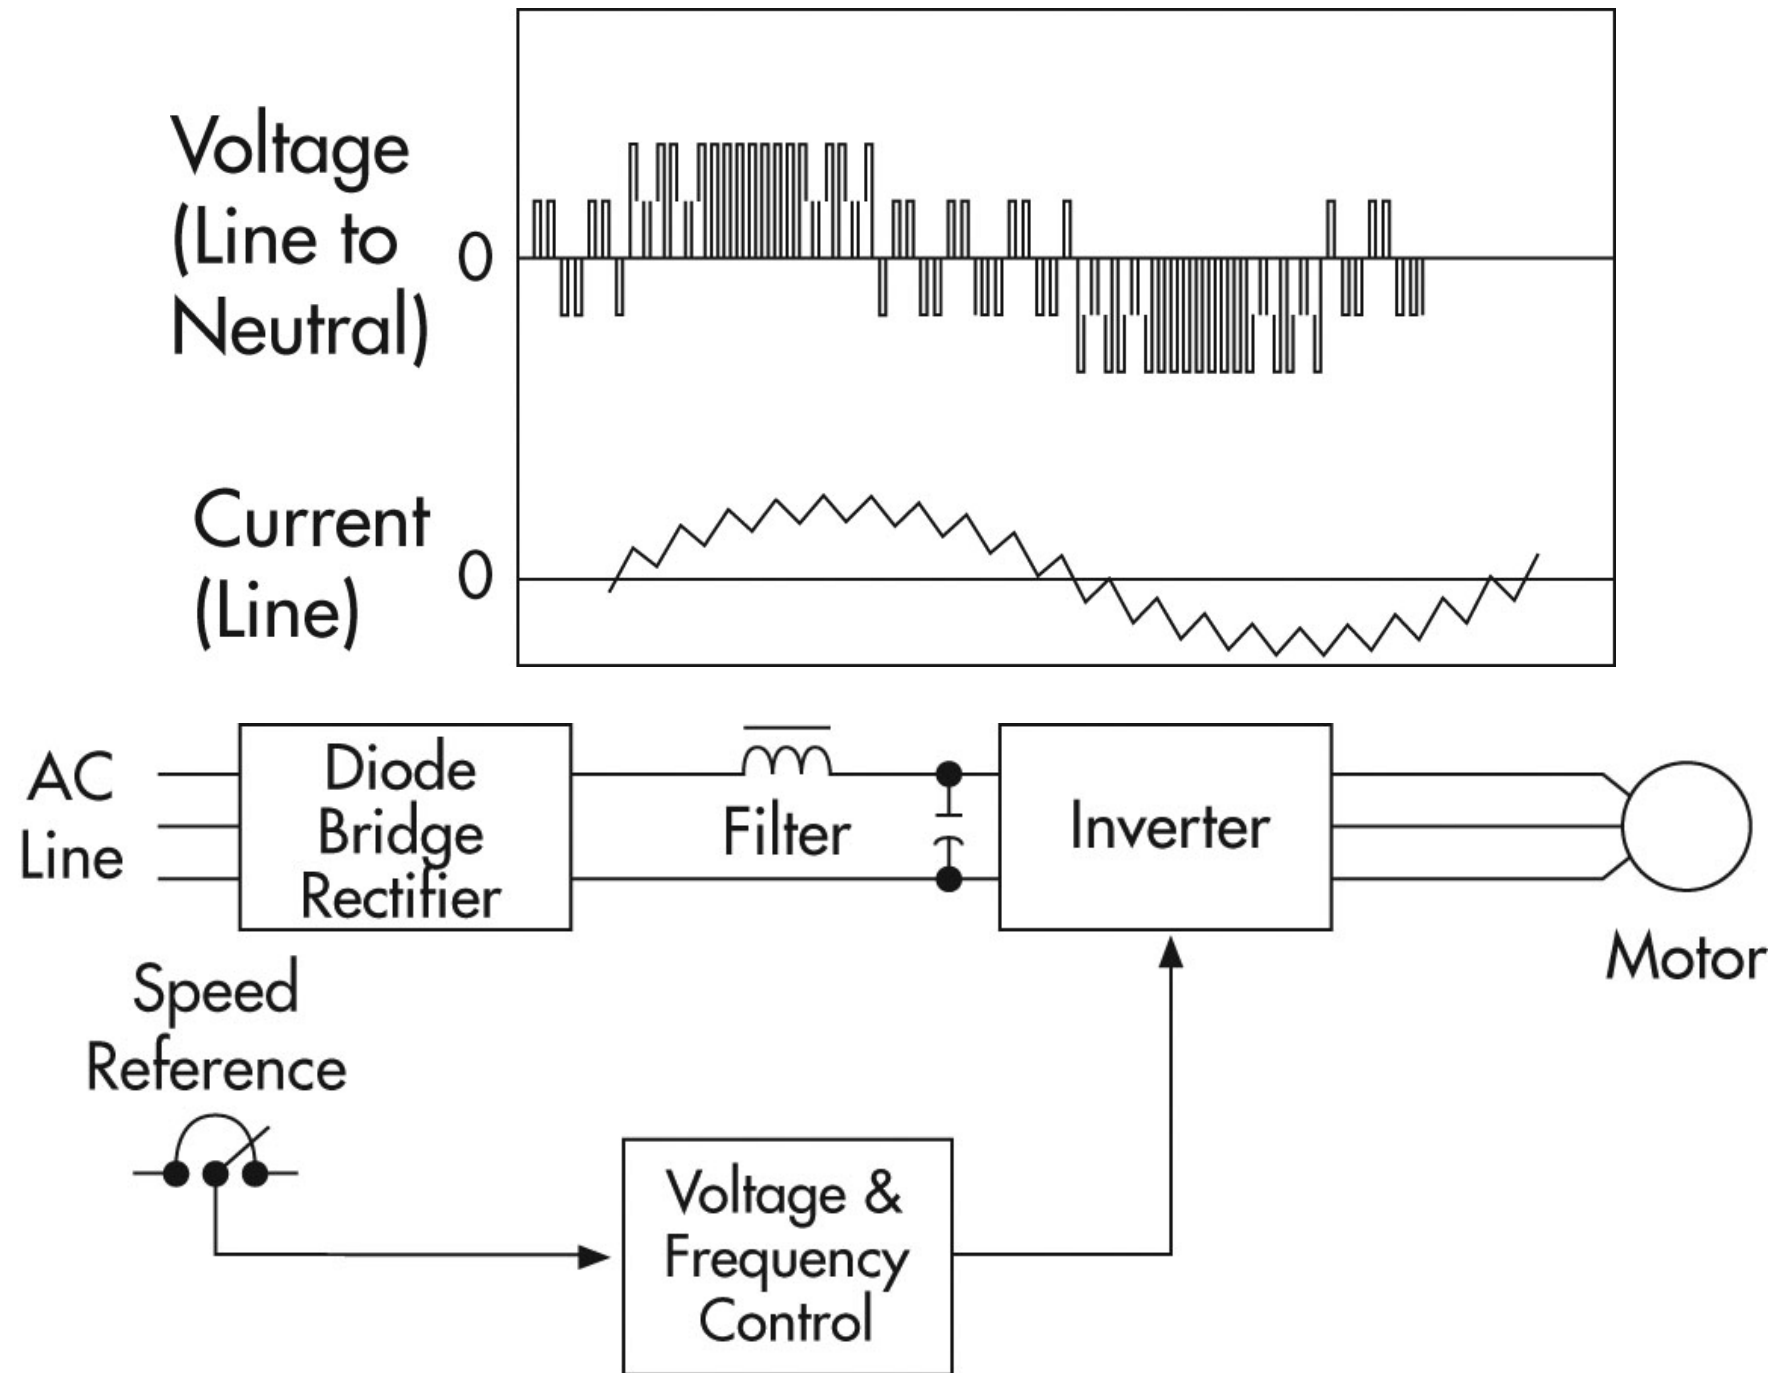 Voltage
(Line to
Neutral)
0
Current
(Line)
0
AC
Line
Diode
Bridge
Rectifier
Filter
Inverter
Motor
Speed
Reference
Voltage &
Frequency
Control